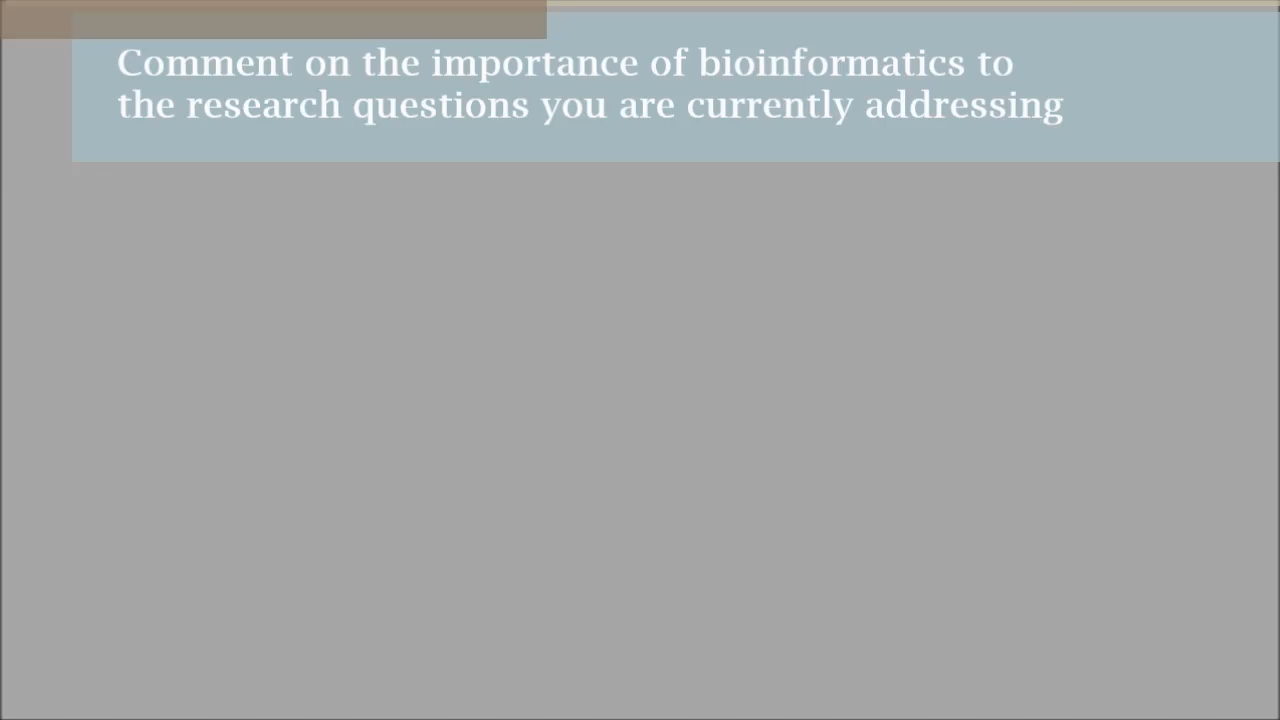 Comment on the importance of bioinformatics to
the research questions you are currently addressing